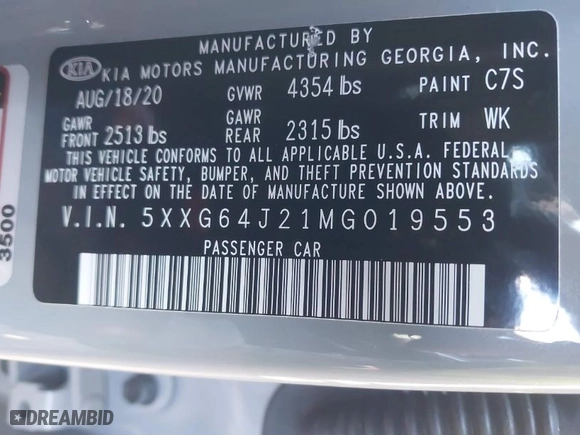 MANUFACTURED BY
KIA KIA MOTORS MANUFACTURING GEORGIA, INC.
AUG/18/20 GVWR 4354 lbs PAINT C7S
GAWR FRONT 2513 lbs GAWR REAR 2315 lbs TRIM WK
THIS VEHICLE CONFORMS TO ALL APPLICABLE U.S.A. FEDERAL
MOTOR VEHICLE SAFETY, BUMPER, AND THEFT PREVENTION STANDARDS
IN EFFECT ON THE DATE OF MANUFACTURE SHOWN ABOVE.
V.I.N. 5XXG64J21MG019553
PASSENGER CAR
3500
DREAMBID